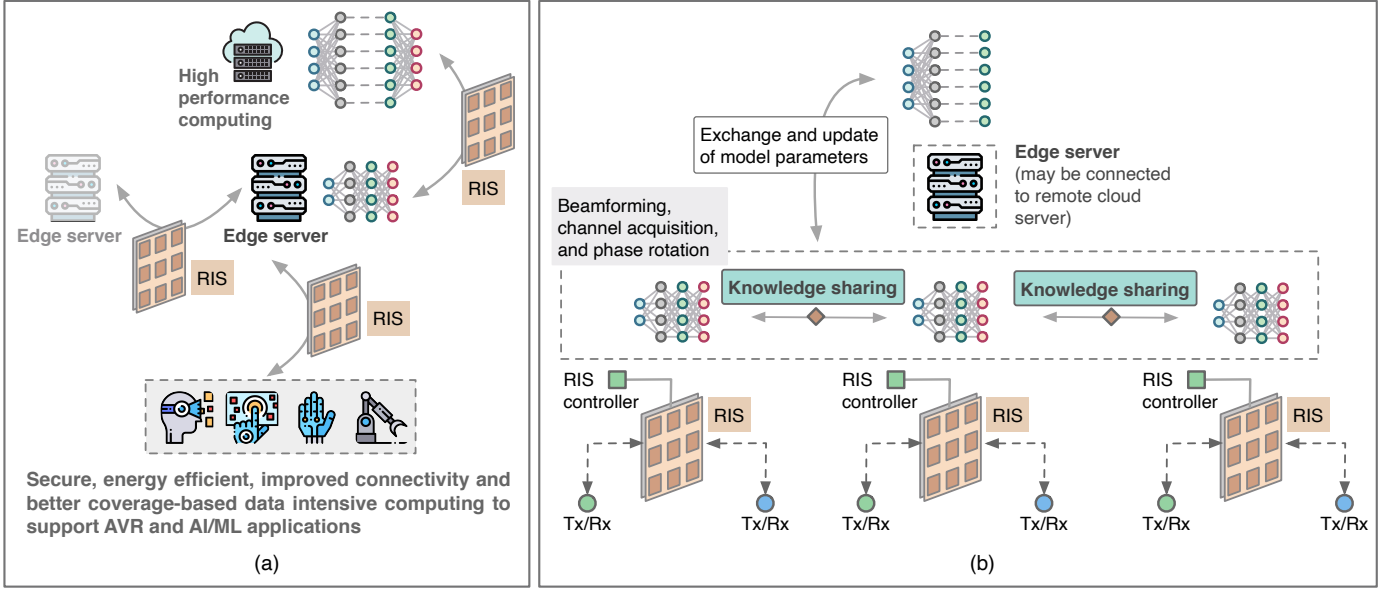 High
performance
computing
RIS
Edge server
Edge server
RIS
RIS
Secure, energy efficient, improved connectivity and
better coverage-based data intensive computing to
support AVR and AI/ML applications
(a)
Exchange and update
of model parameters
Edge server
(may be connected
to remote cloud
server)
Beamforming,
channel acquisition,
and phase rotation
Knowledge sharing
Knowledge sharing
RIS
controller
RIS
Tx/Rx
Tx/Rx
RIS
controller
RIS
Tx/Rx
Tx/Rx
RIS
controller
RIS
Tx/Rx
Tx/Rx
(b)